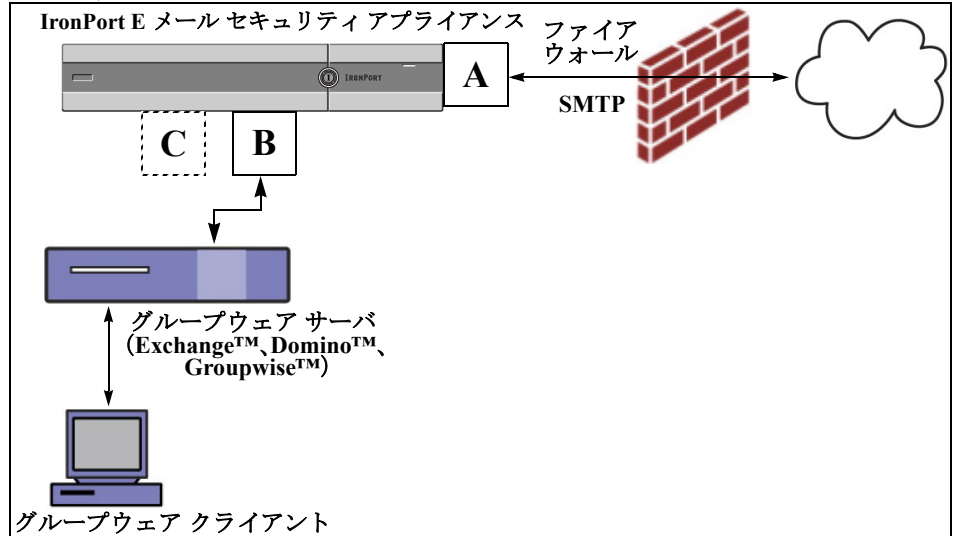 IronPort E メール セキュリティ アプライアンス
ファイア
ウォール
IRONPORT
A
SMTP
C
B
グループウェア サーバ
（Exchange™、Domino™、
Groupwise™）
グループウェア クライアント